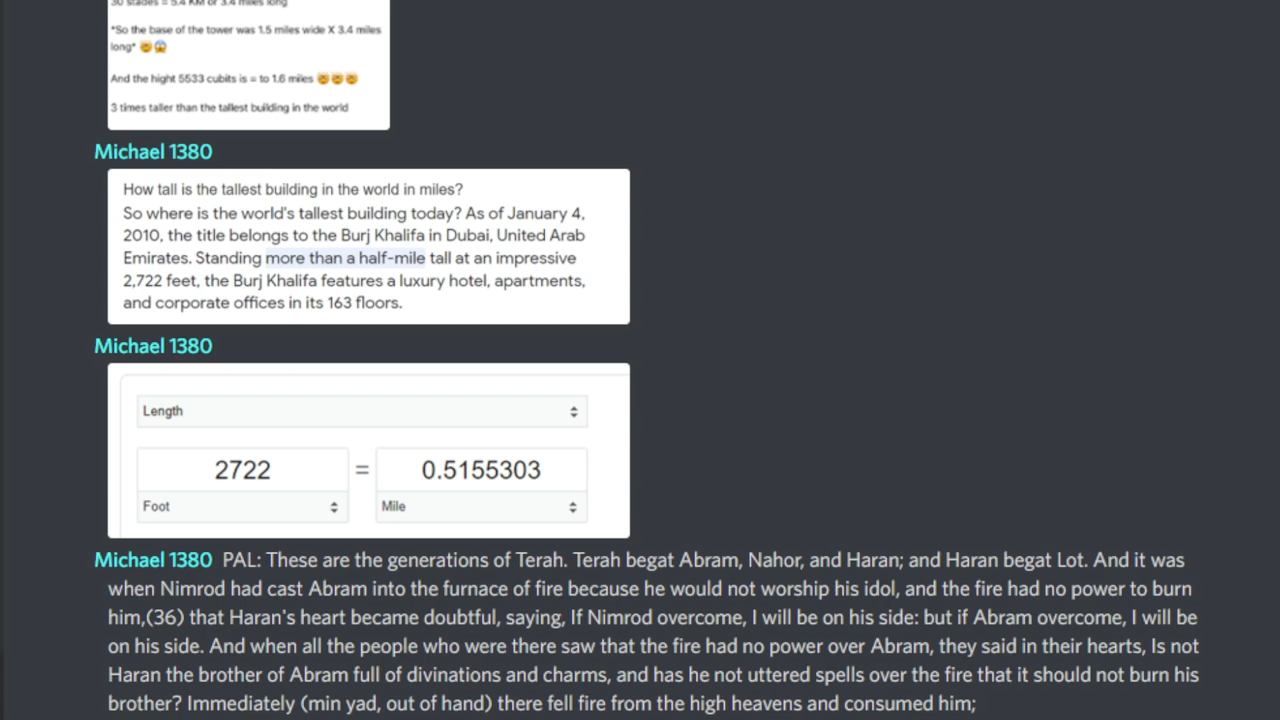 30 stades = 5.4 KM or 3.4 miles long
*So the base of the tower was 1.5 miles wide X 3.4 miles
long* 🤯😱
And the hight 5533 cubits is = to 1.6 miles 🤯🤯🤯
3 times taller than the tallest building in the world
Michael 1380
How tall is the tallest building in the world in miles?
So where is the world's tallest building today? As of January 4,
2010, the title belongs to the Burj Khalifa in Dubai, United Arab
Emirates. Standing more than a half-mile tall at an impressive
2,722 feet, the Burj Khalifa features a luxury hotel, apartments,
and corporate offices in its 163 floors.
Michael 1380
Length
2722 = 0.5155303
Foot Mile
Michael 1380 PAL: These are the generations of Terah. Terah begat Abram, Nahor, and Haran; and Haran begat Lot. And it was
when Nimrod had cast Abram into the furnace of fire because he would not worship his idol, and the fire had no power to burn
him,(36) that Haran's heart became doubtful, saying, If Nimrod overcome, I will be on his side: but if Abram overcome, I will be
on his side. And when all the people who were there saw that the fire had no power over Abram, they said in their hearts, Is not
Haran the brother of Abram full of divinations and charms, and has he not uttered spells over the fire that it should not burn his
brother? Immediately (min yad, out of hand) there fell fire from the high heavens and consumed him;